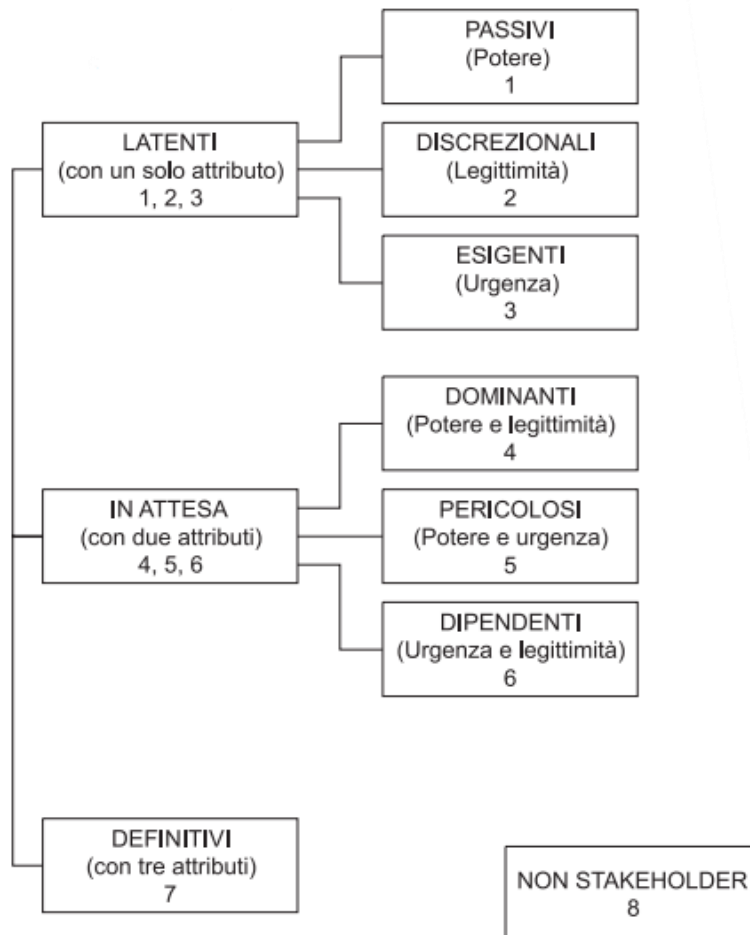 PASSIVI
(Potere)
1
LATENTI
(con un solo attributo)
1, 2, 3
DISCREZIONALI
(Legittimità)
2
ESIGENTI
(Urgenza)
3
DOMINANTI
(Potere e legittimità)
4
IN ATTESA
(con due attributi)
4, 5, 6
PERICOLOSI
(Potere e urgenza)
5
DIPENDENTI
(Urgenza e legittimità)
6
DEFINITIVI
(con tre attributi)
7
NON STAKEHOLDER
8